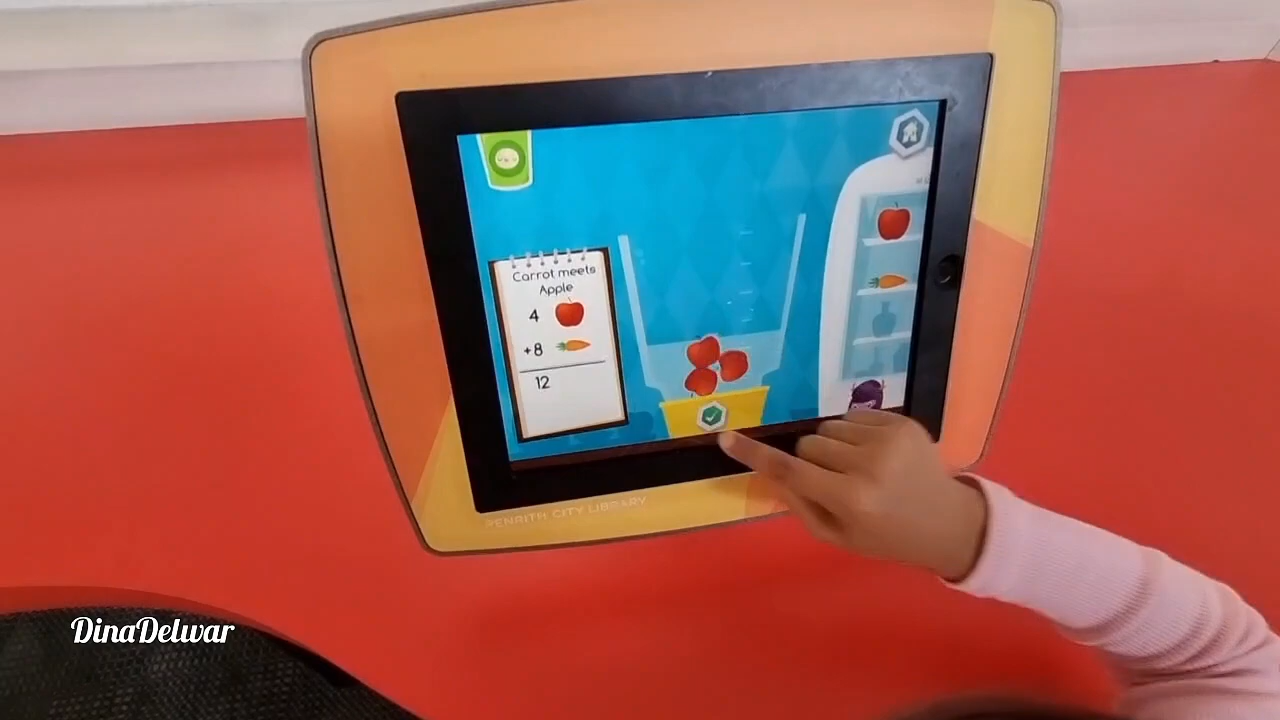 Carrot meets
Apple
4
+8
12
PENRITH CITY LIBRARY
DinaDelwar